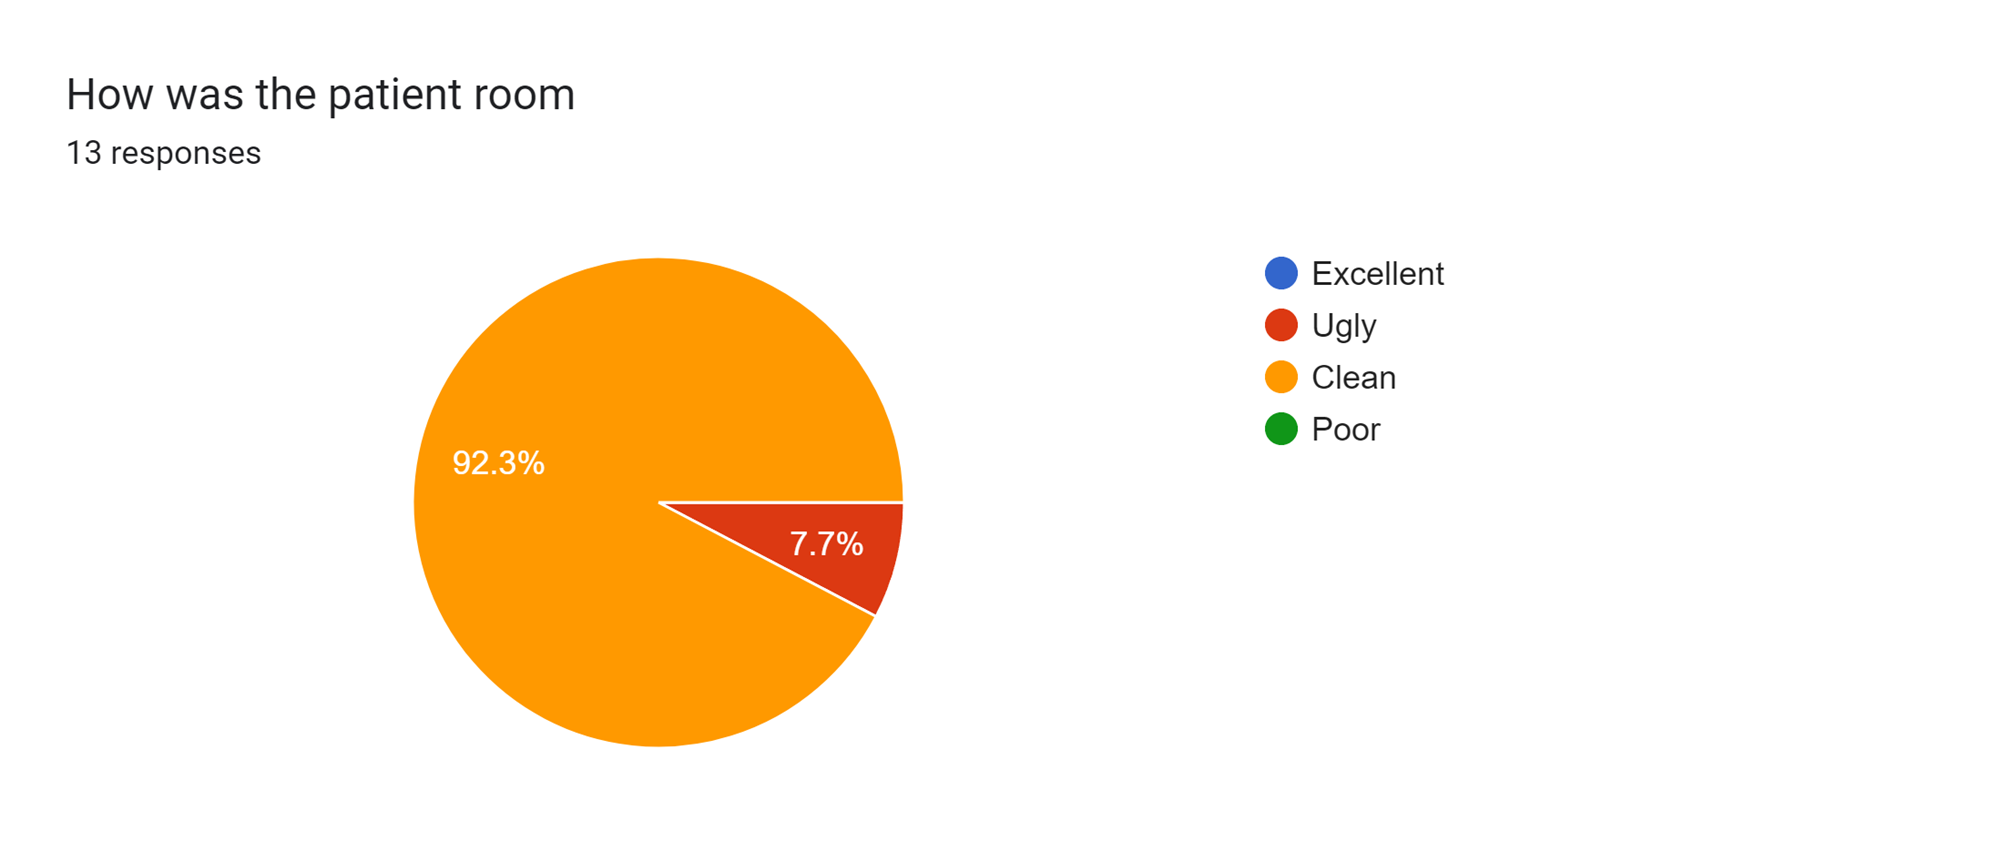 How was the patient room
13 responses
Excellent
Ugly
Clean
Poor
92.3%
7.7%